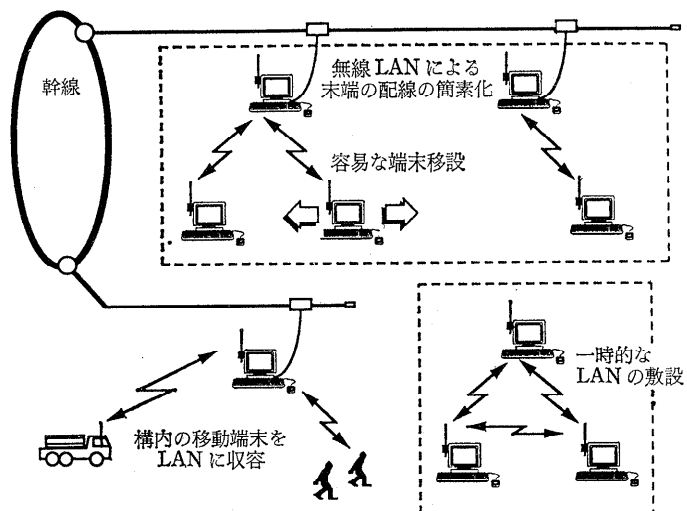 幹線
無線 LAN による
末端の配線の簡素化
容易な端末移設
一時的な
LAN の敷設
構内の移動端末を
LAN に収容